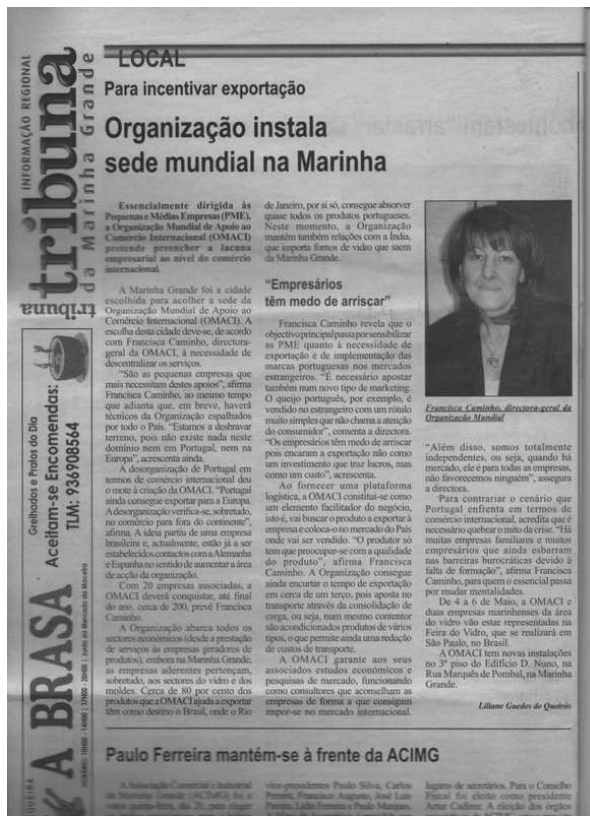 INFORMAÇÃO REGIONAL
tribuna
da Marinha Grande
tribuna
Grelhados e Pratos do Dia
Aceitam-se Encomendas:
TLM: 936908564
A BRASA
LOCAL
Para incentivar exportação
Organização instala
sede mundial na Marinha
Essencialmente dirigida às
Pequenas e Médias Empresas (PME),
a Organização Mundial de Apoio ao
Comércio Internacional (OMACI)
pretende preencher a lacuna
empresarial ao nível do comércio
internacional.
A Marinha Grande foi a cidade
escolhida para acolher a sede da
Organização Mundial de Apoio ao
Comércio Internacional (OMACI). A
escolha desta cidade deve-se, de acordo
com Francisca Caminho, directora-
geral da OMACI, à necessidade de
descentralizar os serviços.
"São as pequenas empresas que
mais necessitam destes apoios", afirma
Francisca Caminho, ao mesmo tempo
que adianta que, em breve, haverá
técnicos da Organização espalhados
por todo o País. "Estamos a desbravar
terreno, pois não existe nada neste
domínio nem em Portugal, nem na
Europa", acrescenta ainda.
A desorganização de Portugal em
termos de comércio internacional deu
o mote à criação da OMACI. "Portugal
ainda consegue exportar para a Europa.
A desorganização verifica-se, sobretudo,
no comércio para fora do continente",
afirma. A ideia partiu de uma empresa
brasileira e, actualmente, estão já a ser
estabelecidos contactos com a Alemanha
e Espanha no sentido de aumentar a área
de acção da organização.
Com 20 empresas associadas, a
OMACI deverá conquistar, até final
do ano, cerca de 200, prevê Francisca
Caminho.
A Organização abarca todos os
sectores económicos (desde a prestação
de serviços às empresas geradoras de
produtos), embora na Marinha Grande,
as empresas aderentes pertençam,
sobretudo, aos sectores do vidro e dos
moldes. Cerca de 80 por cento dos
produtos que a OMACI ajuda a exportar
têm como destino o Brasil, onde o Rio
de Janeiro, por si só, consegue absorver
quase todos os produtos portugueses.
Neste momento, a Organização
mantém também relações com a Índia,
que importa fornos de vidro que saem
da Marinha Grande.
"Empresários
têm medo de arriscar"
Francisca Caminho revela que o
objectivo principal passa por sensibilizar
as PME quanto à necessidade de
exportação e de implementação das
marcas portuguesas nos mercados
estrangeiros. "É necessário apostar
também num novo tipo de marketing.
O queijo português, por exemplo, é
vendido no estrangeiro com um rótulo
muito simples que não chama a atenção
do consumidor", comenta a directora.
"Os empresários têm medo de arriscar
pois encaram a exportação não como
um investimento que traz lucros, mas
como um custo", acrescenta.
Ao fornecer uma plataforma
logística, a OMACI constitui-se como
um elemento facilitador do negócio,
isto é, vai buscar o produto a exportar à
empresa e coloca-o no mercado do País
onde vai ser vendido. "O produtor só
tem que preocupar-se com a qualidade
do produto", afirma Francisca
Caminho. A Organização consegue
ainda encurtar o tempo de exportação
em cerca de um terço, pois aposta no
transporte através da consolidação de
carga, ou seja, num mesmo contentor
são acondicionados produtos de vários
tipos, o que permite ainda uma redução
de custos de transporte.
A OMACI garante aos seus
associados estudos económicos e
pesquisas de mercado, funcionando
como consultores que aconselham as
empresas de forma a que consigam
impor-se no mercado internacional.
Francisca Caminho, directora-geral da
Organização Mundial
"Além disso, somos totalmente
independentes, ou seja, quando há
mercado, ele é para todas as empresas,
não favorecemos ninguém", assegura
a directora.
Para contrariar o cenário que
Portugal enfrenta em termos de
comércio internacional, acredita que é
necessário quebrar o mito da crise. "Há
muitas empresas familiares e muitos
empresários que ainda esbarram
nas barreiras burocráticas devido à
falta de formação", afirma Francisca
Caminho, para quem o essencial passa
por mudar mentalidades.
De 4 a 6 de Maio, a OMACI e
duas empresas marinhenses da área
do vidro vão estar representadas na
Feira do Vidro, que se realizará em
São Paulo, no Brasil.
A OMACI tem novas instalações
no 3º piso do Edifício D. Nuno, na
Rua Marquês de Pombal, na Marinha
Grande.
Liliane Guedes de Queirós
Paulo Ferreira mantém-se à frente da ACIMG
A Associação Comercial e Industrial
da Marinha Grande (ACIMG) foi a
vice-presidentes Paulo Silva, Carlos
Pereira, Francisco Augusto, José Luis
lugares de secretários. Para o Conselho
Fiscal foi eleito como presidente